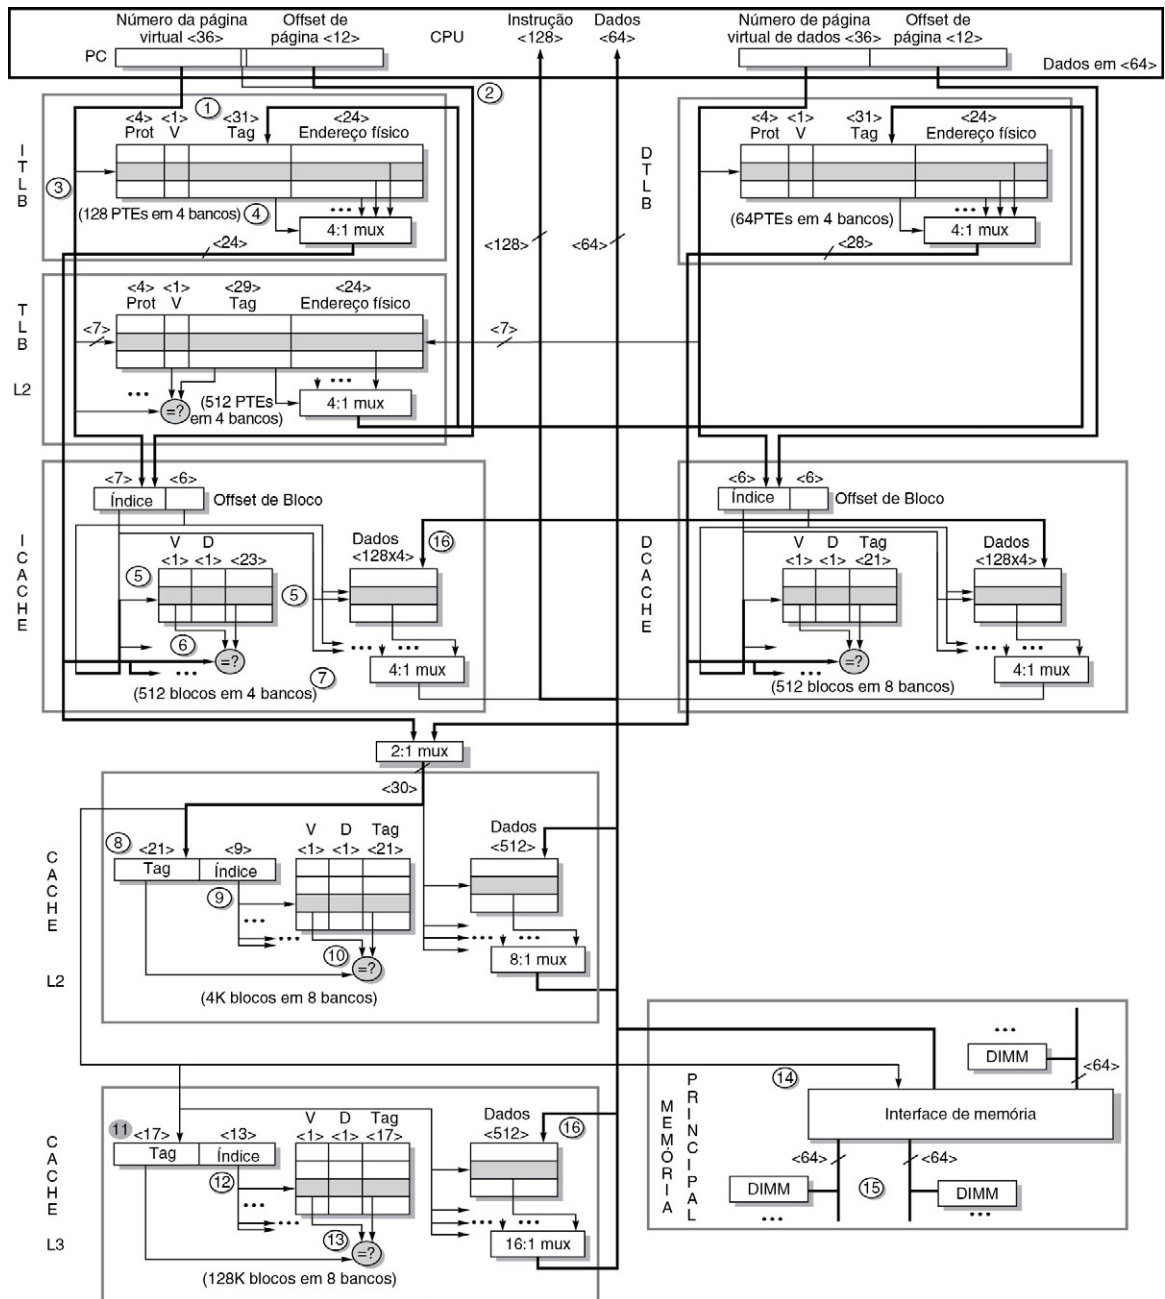 Número da página
virtual <36>
Offset de
página <12>
CPU
Instrução
<128>
Dados
<64>
Número de página
virtual de dados <36>
Offset de
página <12>
PC
Dados em <64>
1
2
ITLB
<4> <1> <31> <24>
Prot V Tag Endereço físico
3
(128 PTEs em 4 bancos)
4
...
4:1 mux
<24>
<128>
<64>
DTLB
<4> <1> <31> <24>
Prot V Tag Endereço físico
(64PTEs em 4 bancos)
...
4:1 mux
<28>
TLB
L2
<4> <1> <29> <24>
Prot V Tag Endereço físico
<7>
<7>
...
=?
(512 PTEs
em 4 bancos)
...
4:1 mux
ICACHE
<7> <6>
Índice
Offset de Bloco
V D
<1> <1> <23>
5
Dados
<128x4>
16
5
6
=?
...
(512 blocos em 4 bancos)
7
... ...
4:1 mux
DCACHE
<6> <6>
Índice
Offset de Bloco
V D Tag
<1> <1> <21>
Dados
<128x4>
...
=?
...
(512 blocos em 8 bancos)
... ...
4:1 mux
2:1 mux
<30>
CACHE
L2
8
<21> <9>
Tag Índice
9
...
...
V D Tag
<1> <1> <21>
10
=?
(4K blocos em 8 bancos)
Dados
<512>
... ...
8:1 mux
CACHE
L3
11
<17> <13>
Tag Índice
12
...
...
V D Tag
<1> <1> <17>
13
=?
(128K blocos em 8 bancos)
Dados
<512>
16
... ...
16:1 mux
MEMÓRIA
PRINCIPAL
14
...
DIMM
<64>
Interface de memória
<64>
<64>
DIMM
...
15
DIMM
...